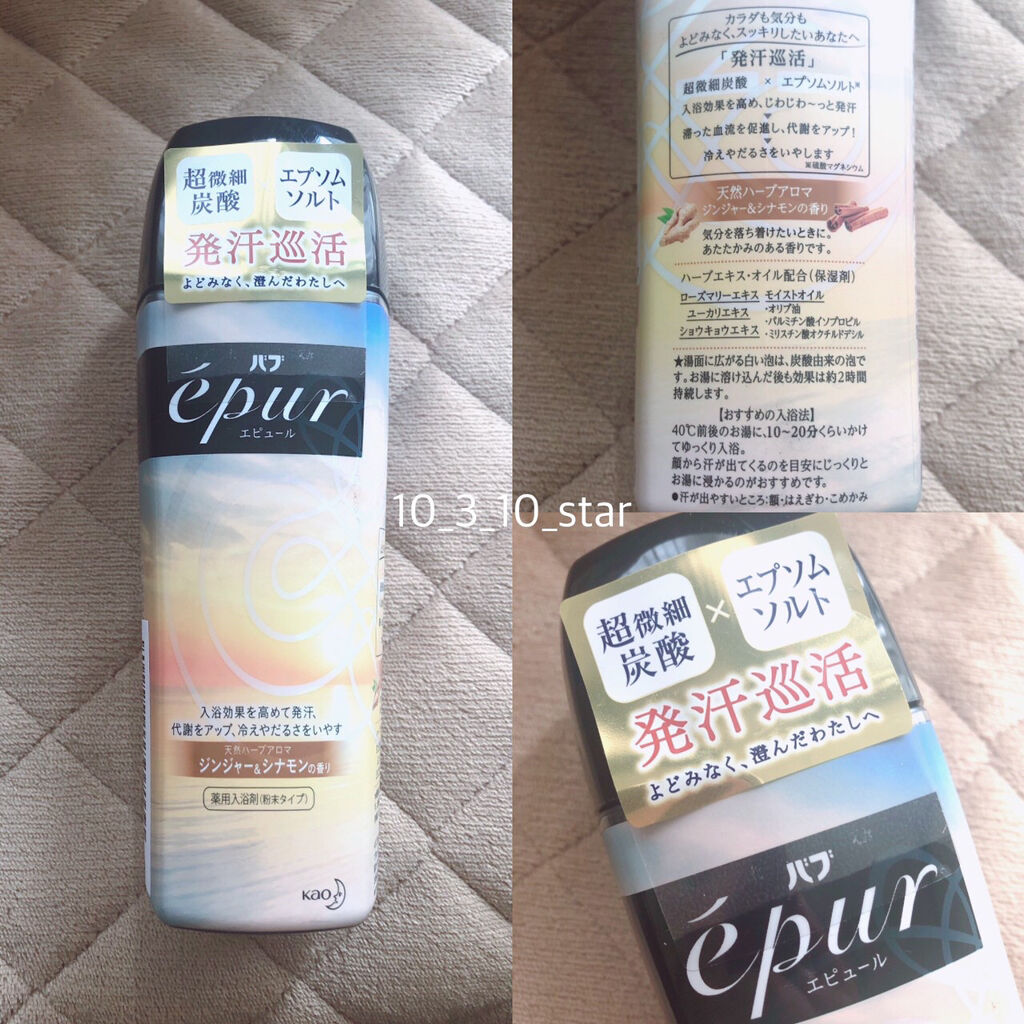 超微細
炭酸
エプソム
ソルト
発汗巡活
よどみなく、澄んだわたしへ
バブ
épur
エピュール
入浴効果を高めて発汗、
代謝をアップ、冷えやだるさをいやす
天然ハーブアロマ
ジンジャー&シナモンの香り
薬用入浴剤(粉末タイプ)
Kao
カラダも気分も
よどみなく、スッキリしたいあなたへ
「発汗巡活」
超微細炭酸 × エプソムソルト※
入浴効果を高め、じわじわ〜っと発汗
滞った血流を促進し、代謝をアップ!
冷えやだるさをいやします
※硫酸マグネシウム
天然ハーブアロマ
ジンジャー&シナモンの香り
気分を落ち着けたいときに。
あたたかみのある香りです。
ハーブエキス・オイル配合(保湿剤)
ローズマリーエキス モイストオイル
ユーカリエキス ・オリブ油
・パルミチン酸イソプロピル
ショウキョウエキス ・ミリスチン酸オクチルドデシル
★湯面に広がる白い泡は、炭酸由来の泡で
す。お湯に溶け込んだ後も効果は約2時間
持続します。
【おすすめの入浴法】
40℃前後のお湯に、10〜20分くらいかけ
てゆっくり入浴。
顔から汗が出てくるのを目安にじっくりと
お湯に浸かるのがおすすめです。
●汗が出やすいところ:額・はえぎわ・こめかみ
10_3_10_star
超微細
炭酸
×
エプソム
ソルト
発汗巡活
よどみなく、澄んだわたしへ
バブ
épur
エピュール